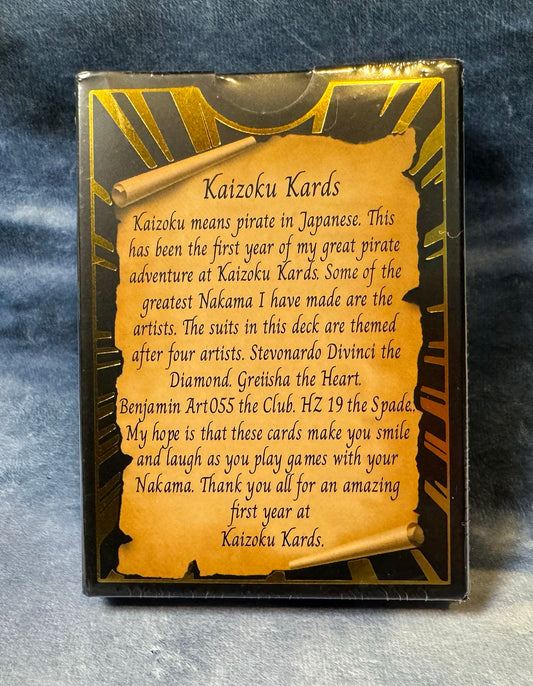 Kaizoku Kards
Kaizoku means pirate in Japanese. This
has been the first year of my great pirate
adventure at Kaizoku Kards. Some of the
greatest Nakama I have made are the
artists. The suits in this deck are themed
after four artists. Stevonardo Divinci the
Diamond. Greiisha the Heart.
Benjamin Art055 the Club. HZ 19 the Spade.
My hope is that these cards make you smile
and laugh as you play games with your
Nakama. Thank you all for an amazing
first year at
Kaizoku Kards.